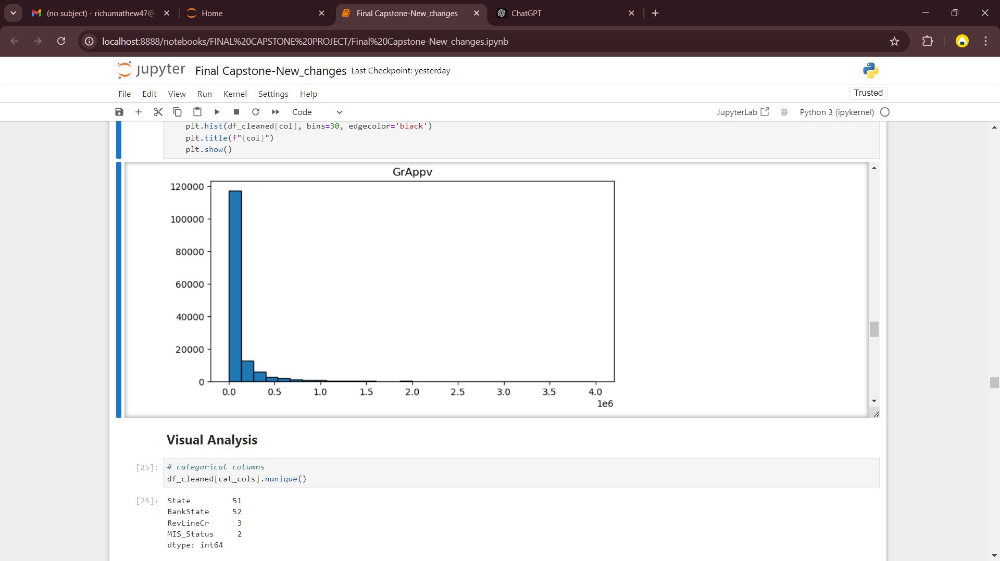 (no subject) - richumathew47@
Home
Final Capstone-New_changes
ChatGPT
localhost:8888/notebooks/FINAL%20CAPSTONE%20PROJECT/Final%20Capstone-New_changes.ipynb
jupyter Final Capstone-New_changes Last Checkpoint: yesterday
File Edit View Run Kernel Settings Help
Trusted
Code
JupyterLab
Python 3 (ipykernel)
plt.hist(df_cleaned[col], bins=30, edgecolor='black')
plt.title(f"{col}")
plt.show()
GrAppv
120000
100000
80000
60000
40000
20000
0
0.0 0.5 1.0 1.5 2.0 2.5 3.0 3.5 4.0
1e6
Visual Analysis
[25]: # categorical columns
df_cleaned[cat_cols].nunique()
[25]: State 51
BankState 52
RevLineCr 3
MIS_Status 2
dtype: int64